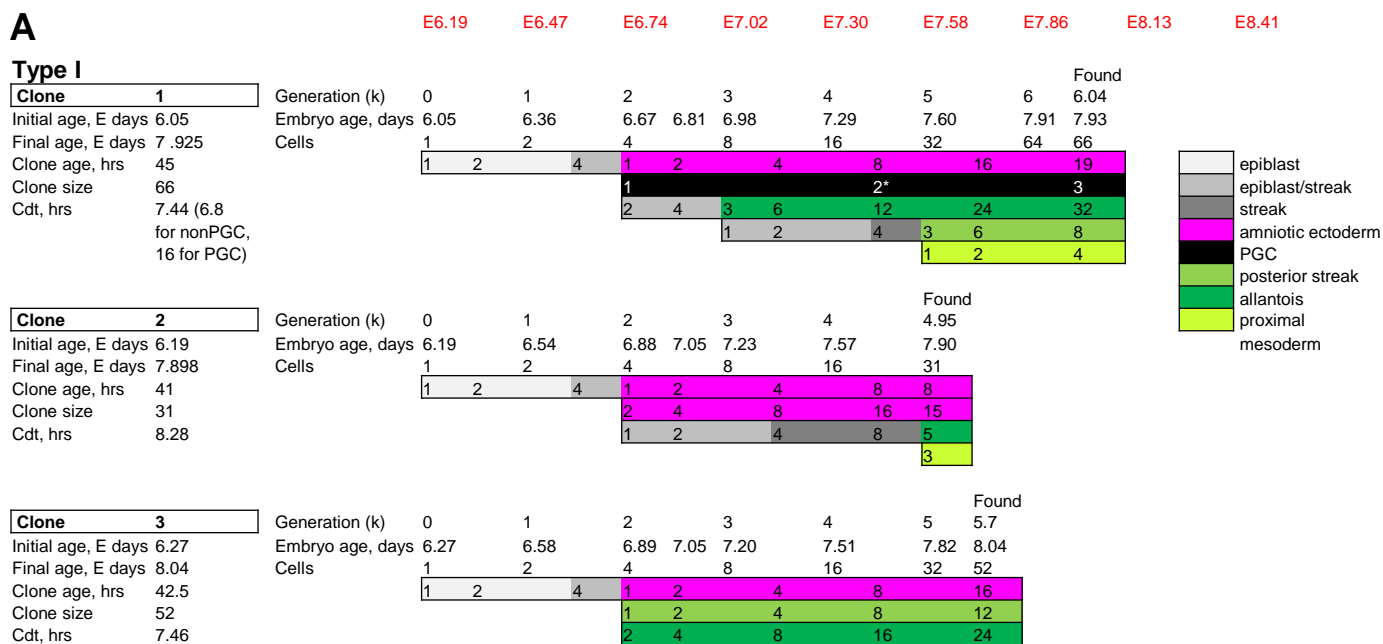 E6.19 E6.47 E6.74 E7.02 E7.30 E7.58 E7.86 E8.13 E8.41
A
Type I
Found
Clone 1 Generation (k) 0 1 2 3 4 5 6 6.04
Initial age, E days 6.05 Embryo age, days 6.05 6.36 6.67 6.81 6.98 7.29 7.60 7.91 7.93
Final age, E days 7 .925 Cells 1 2 4 8 16 32 64 66
Clone age, hrs 45 1 2 4 1 2 4 8 16 19 epiblast
Clone size 66 1 2* 3 epiblast/streak
Cdt, hrs 7.44 (6.8 2 4 3 6 12 24 32 streak
for nonPGC, 1 2 4 3 6 8 amniotic ectoderm
16 for PGC) 1 2 4 PGC
posterior streak
allantois
Found
Clone 2 Generation (k) 0 1 2 3 4 4.95 proximal
Initial age, E days 6.19 Embryo age, days 6.19 6.54 6.88 7.05 7.23 7.57 7.90 mesoderm
Final age, E days 7.898 Cells 1 2 4 8 16 31
Clone age, hrs 41 1 2 4 1 2 4 8 8
Clone size 31 2 4 8 16 15
Cdt, hrs 8.28 1 2 4 8 5
3
Found
Clone 3 Generation (k) 0 1 2 3 4 5 5.7
Initial age, E days 6.27 Embryo age, days 6.27 6.58 6.89 7.05 7.20 7.51 7.82 8.04
Final age, E days 8.04 Cells 1 2 4 8 16 32 52
Clone age, hrs 42.5 1 2 4 1 2 4 8 16
Clone size 52 1 2 4 8 12
Cdt, hrs 7.46 2 4 8 16 24